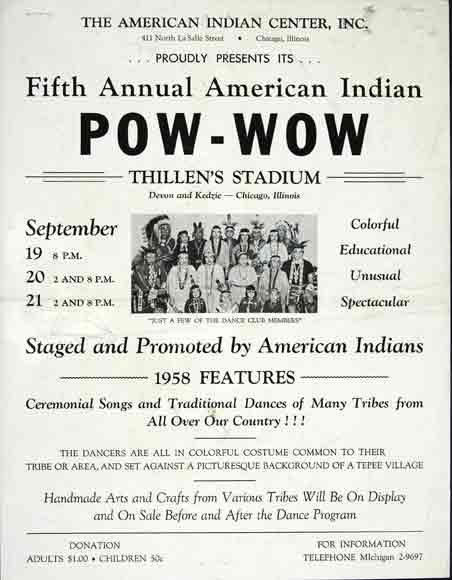 THE AMERICAN INDIAN CENTER, INC.
411 North La Salle Street • Chicago, Illinois
. . . PROUDLY PRESENTS ITS . . .
Fifth Annual American Indian
POW-WOW
THILLEN'S STADIUM
Devon and Kedzie — Chicago, Illinois
September
19 8 P.M.
20 2 AND 8 P.M.
21 2 AND 8 P.M.
"JUST A FEW OF THE DANCE CLUB MEMBERS"
Colorful
Educational
Unusual
Spectacular
Staged and Promoted by American Indians
1958 FEATURES
Ceremonial Songs and Traditional Dances of Many Tribes from
All Over Our Country ! ! !
THE DANCERS ARE ALL IN COLORFUL COSTUME COMMON TO THEIR
TRIBE OR AREA, AND SET AGAINST A PICTURESQUE BACKGROUND OF A TEPEE VILLAGE
Handmade Arts and Crafts from Various Tribes Will Be On Display
and On Sale Before and After the Dance Program
DONATION
ADULTS $1.00 • CHILDREN 50c
FOR INFORMATION
TELEPHONE MIchigan 2-9697